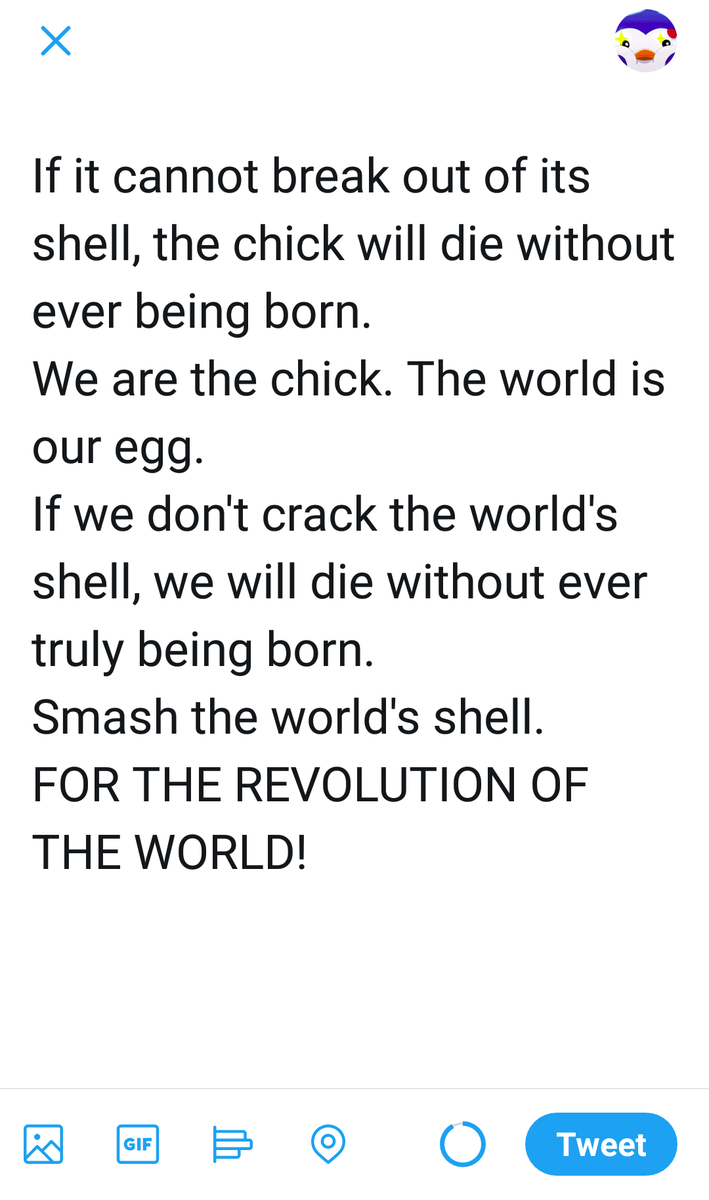 If it cannot break out of its
shell, the chick will die without
ever being born.
We are the chick. The world is
our egg.
If we don't crack the world's
shell, we will die without ever
truly being born.
Smash the world's shell.
FOR THE REVOLUTION OF
THE WORLD!
GIF
Tweet